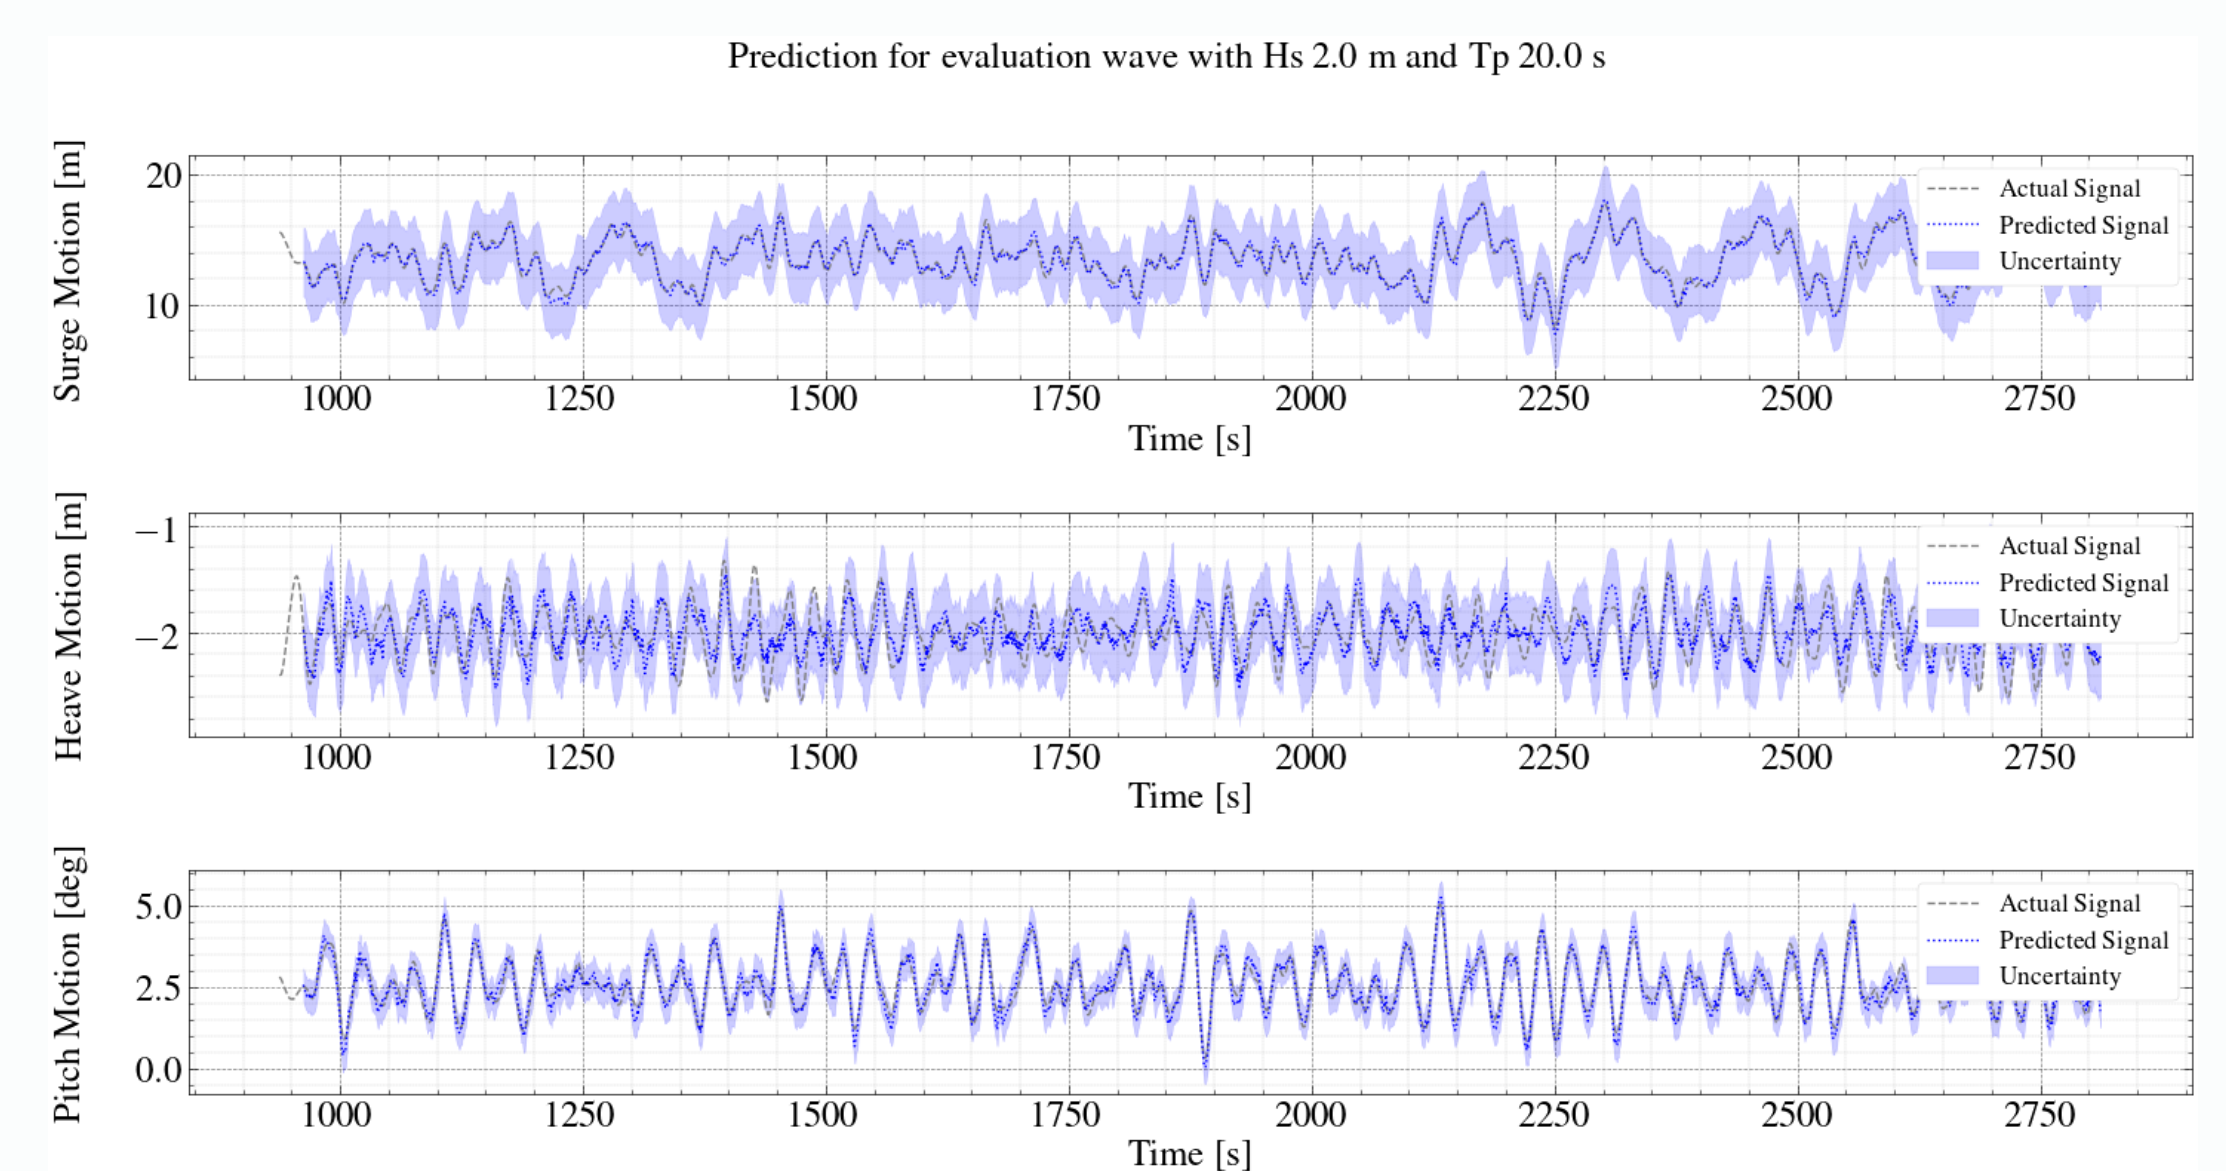 Prediction for evaluation wave with Hs 2.0 m and Tp 20.0 s
Surge Motion [m]
20
10
Actual Signal
Predicted Signal
Uncertainty
1000 1250 1500 1750 2000 2250 2500 2750
Time [s]
Heave Motion [m]
−1
−2
Actual Signal
Predicted Signal
Uncertainty
1000 1250 1500 1750 2000 2250 2500 2750
Time [s]
Pitch Motion [deg]
5.0
2.5
0.0
Actual Signal
Predicted Signal
Uncertainty
1000 1250 1500 1750 2000 2250 2500 2750
Time [s]